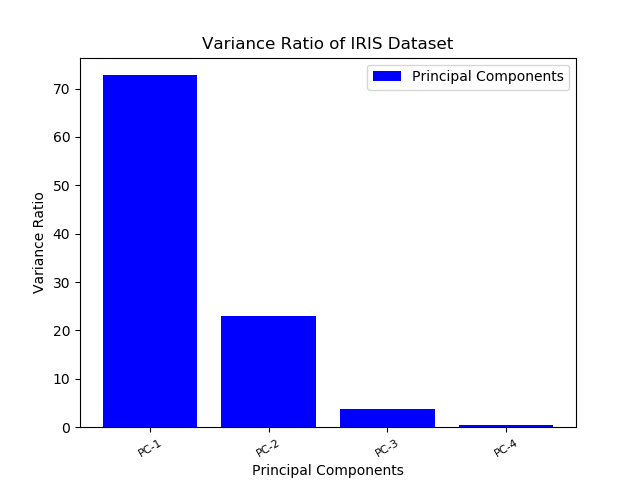 Variance Ratio of IRIS Dataset
Principal Components
Variance Ratio
70
60
50
40
30
20
10
0
PC-1
PC-2
PC-3
PC-4
Principal Components